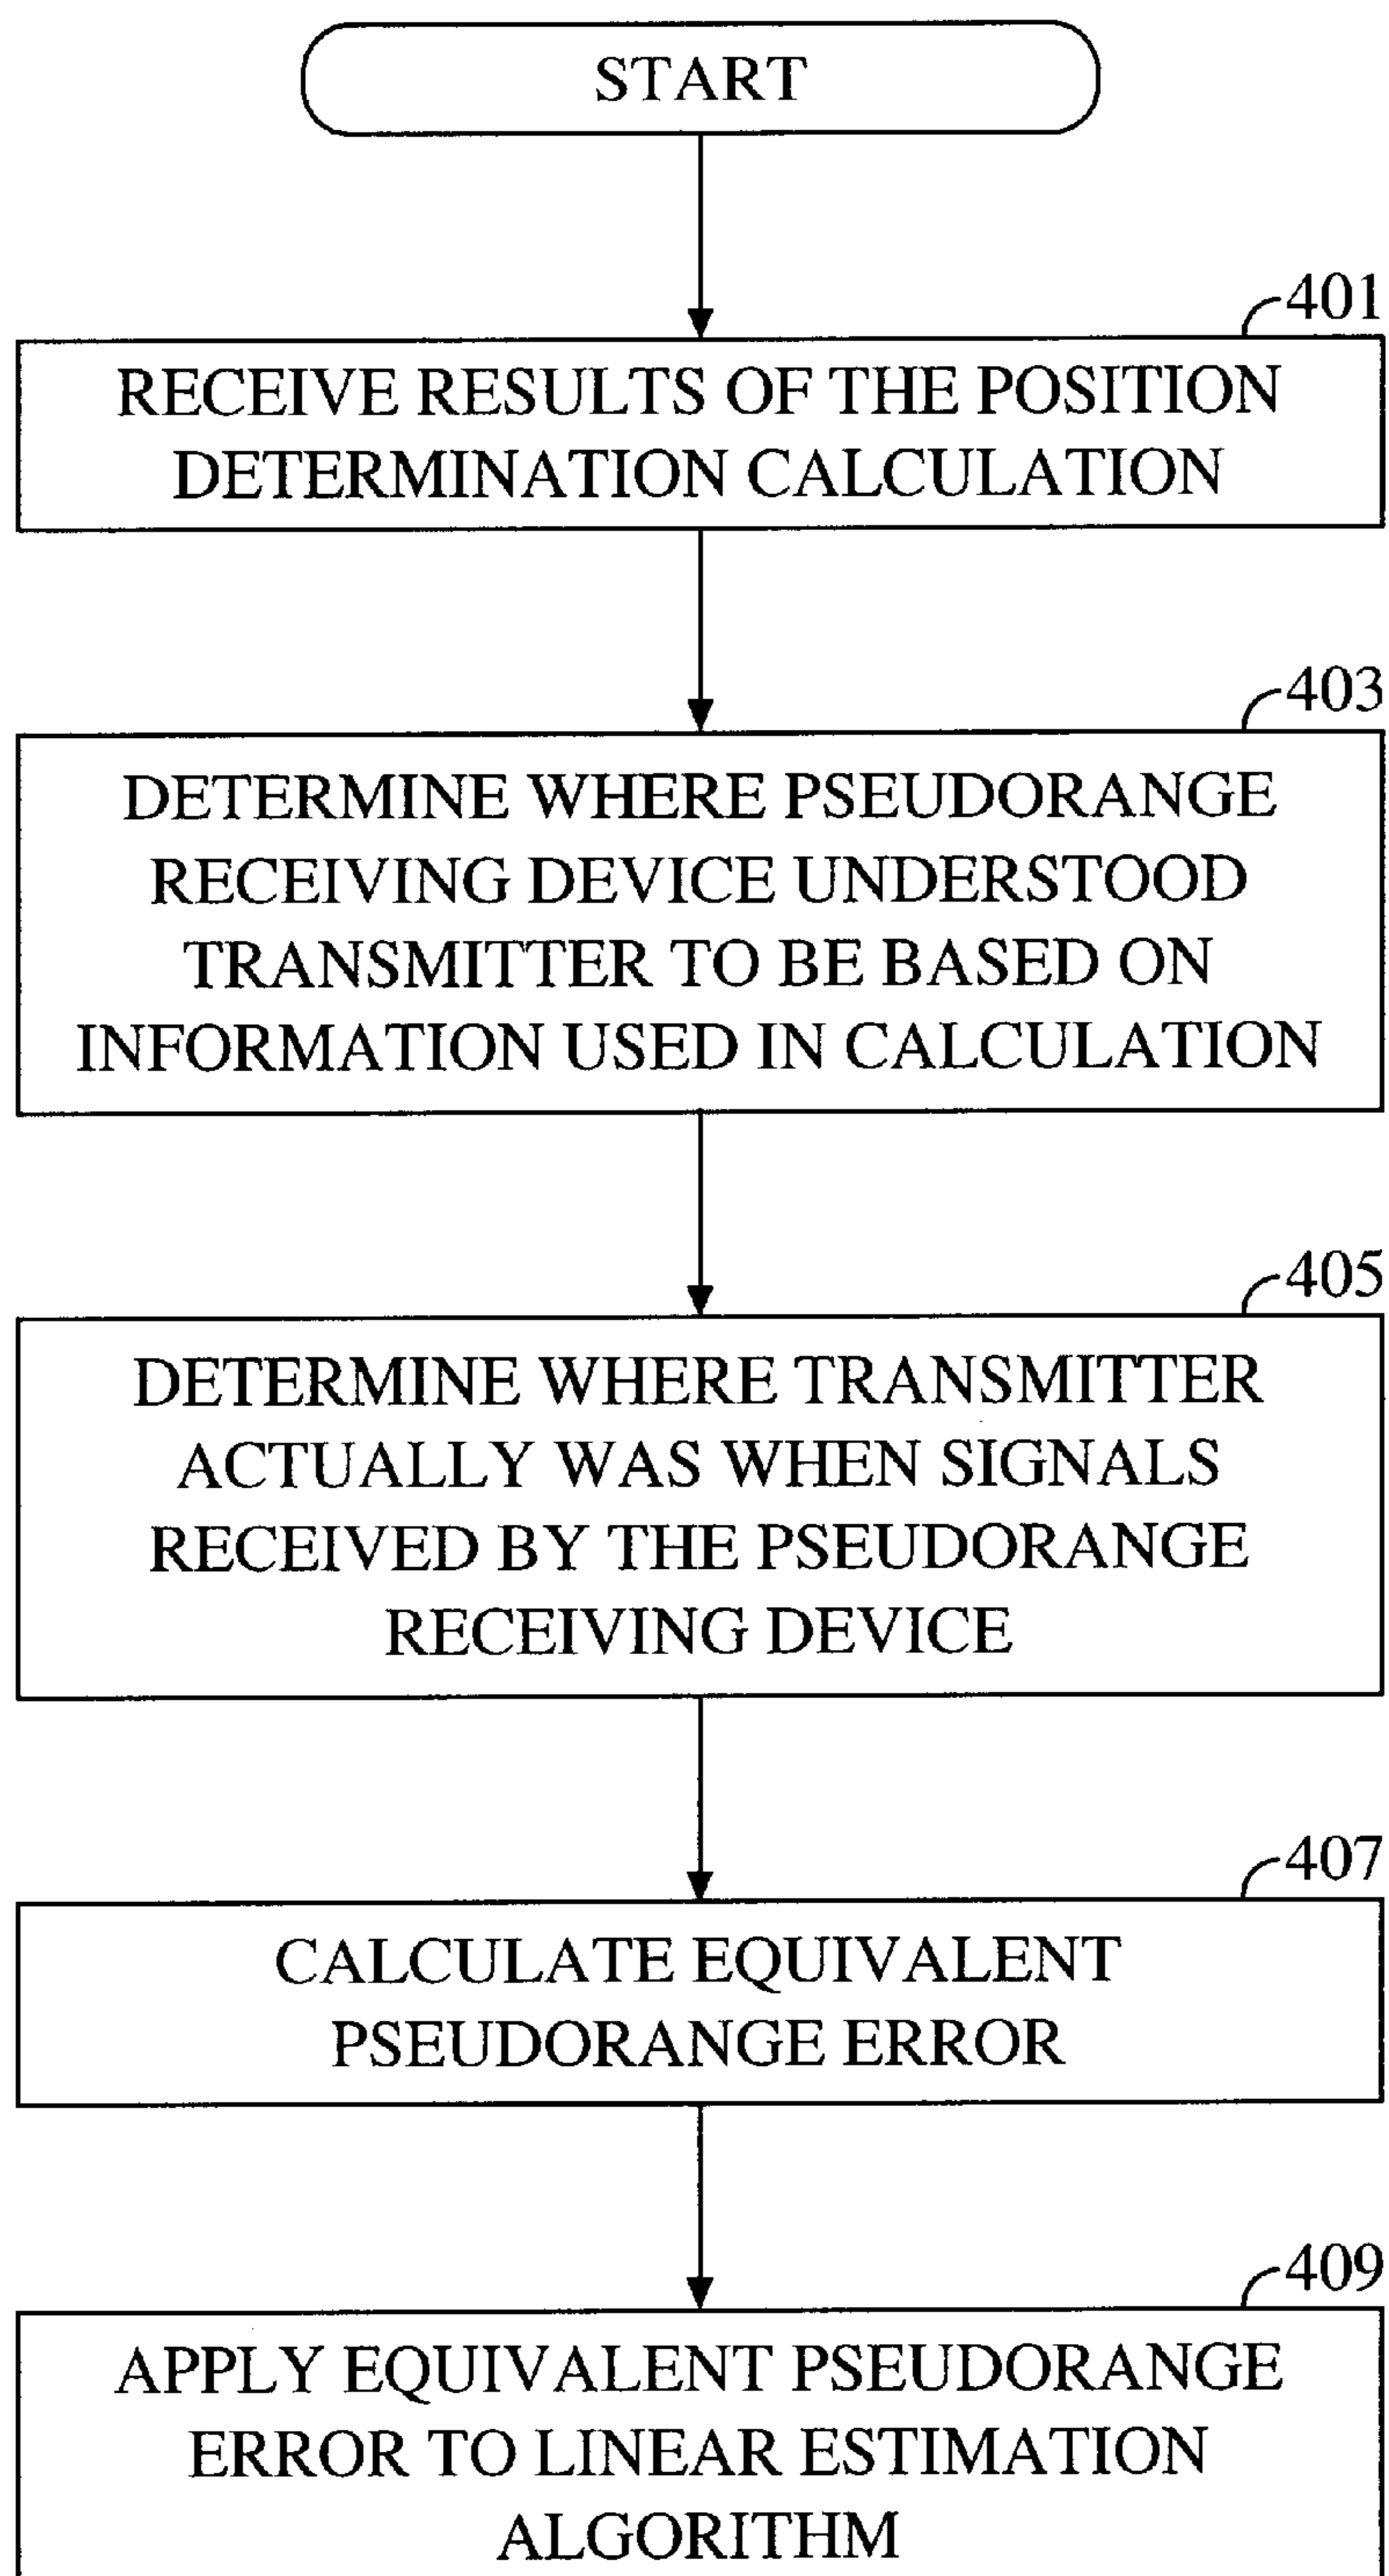 START
401
RECEIVE RESULTS OF THE POSITION
DETERMINATION CALCULATION
403
DETERMINE WHERE PSEUDORANGE
RECEIVING DEVICE UNDERSTOOD
TRANSMITTER TO BE BASED ON
INFORMATION USED IN CALCULATION
405
DETERMINE WHERE TRANSMITTER
ACTUALLY WAS WHEN SIGNALS
RECEIVED BY THE PSEUDORANGE
RECEIVING DEVICE
407
CALCULATE EQUIVALENT
PSEUDORANGE ERROR
409
APPLY EQUIVALENT PSEUDORANGE
ERROR TO LINEAR ESTIMATION
ALGORITHM